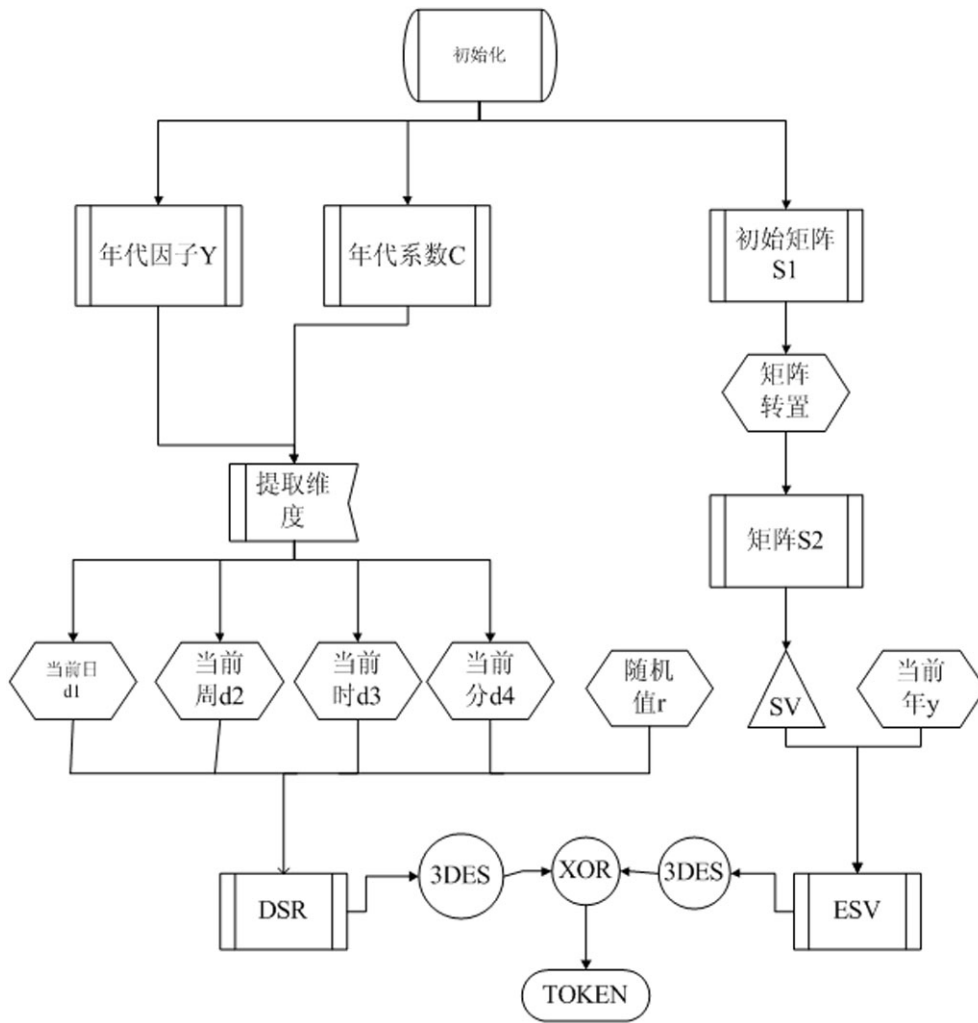 初始化
年代因子Y
年代系数C
初始矩阵
S1
矩阵
转置
提取维
度
矩阵S2
当前日
d1
当前
周d2
当前
时d3
当前
分d4
随机
值r
SV
当前
年y
DSR
3DES
XOR
3DES
ESV
TOKEN